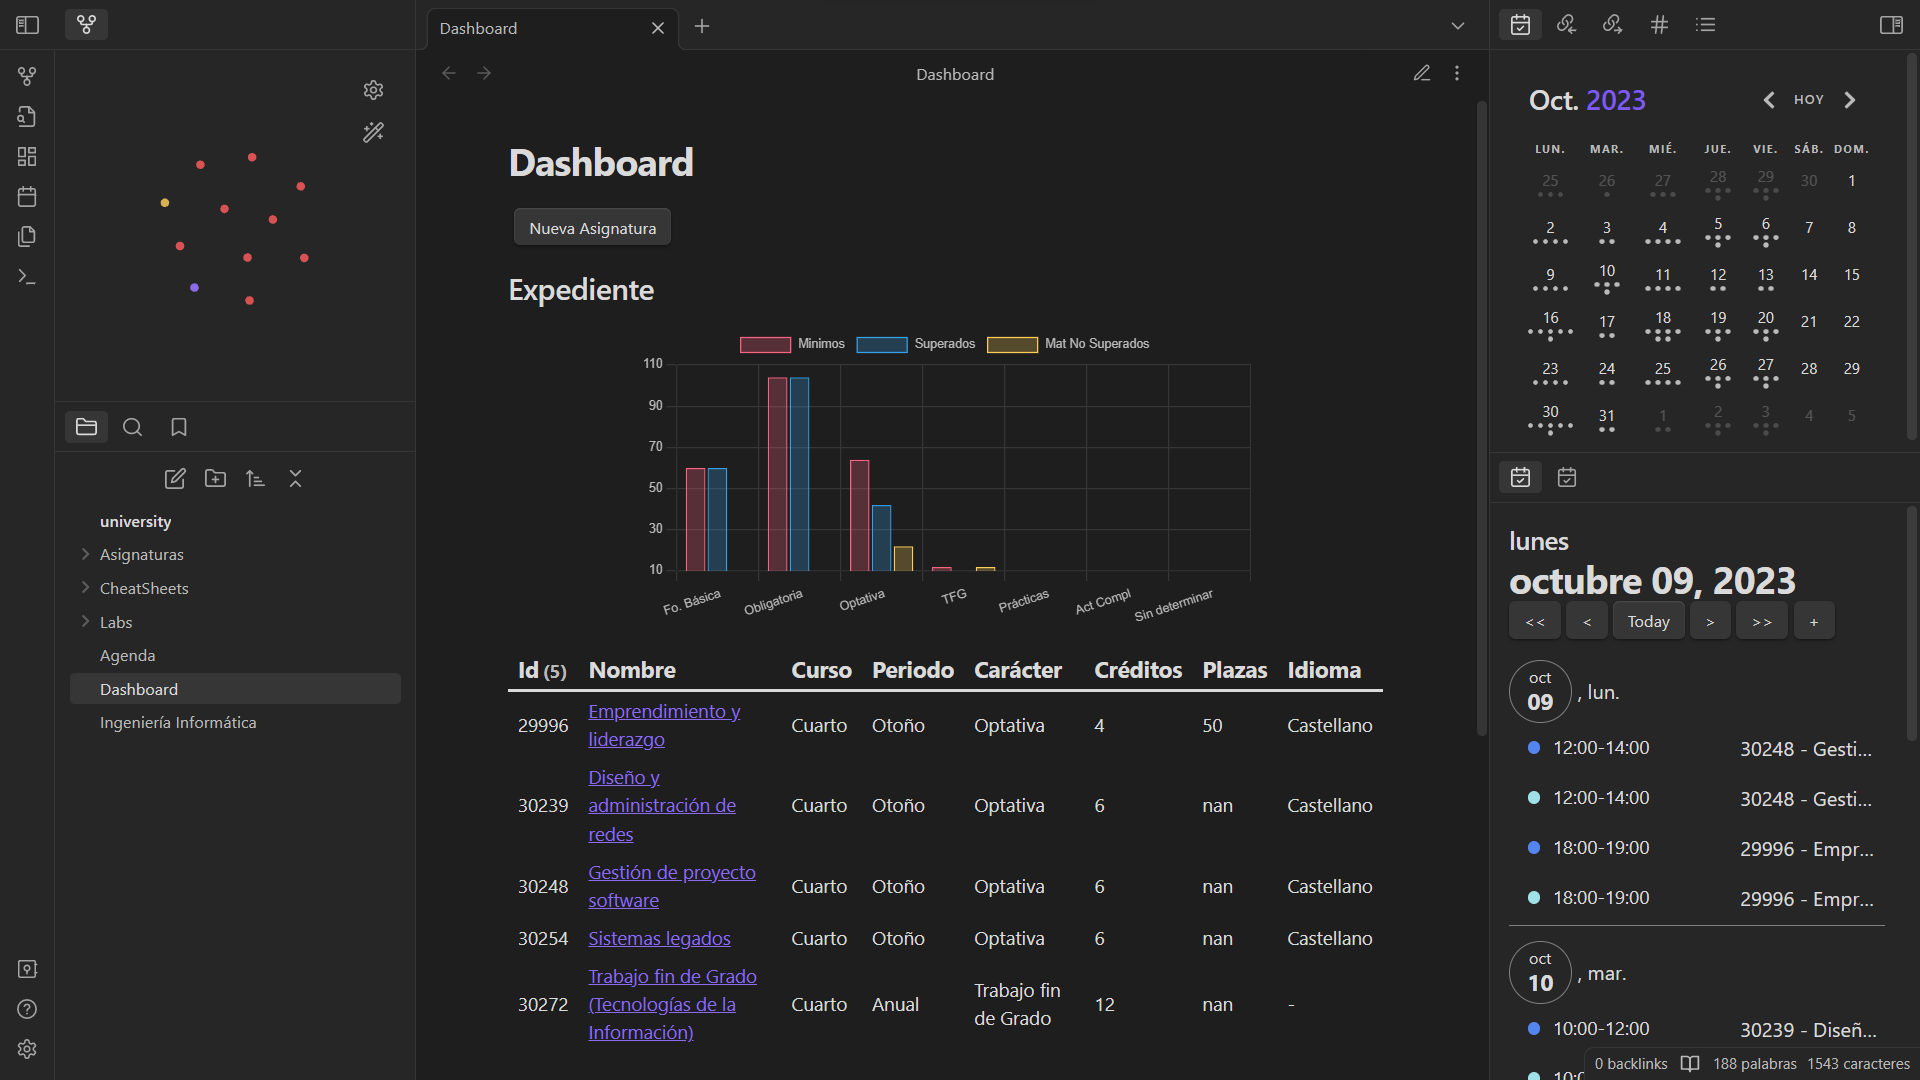 Dashboard
Dashboard
university
Asignaturas
CheatSheets
Labs
Agenda
Dashboard
Ingeniería Informática
Dashboard
Nueva Asignatura
Expediente
Minimos Superados Mat No Superados
110
90
70
50
30
10
Fo. Básica Obligatoria Optativa TFG Prácticas Act Compl Sin determinar
Id (5) Nombre Curso Periodo Carácter Créditos Plazas Idioma
29996 Emprendimiento y liderazgo Cuarto Otoño Optativa 4 50 Castellano
30239 Diseño y administración de redes Cuarto Otoño Optativa 6 nan Castellano
30248 Gestión de proyecto software Cuarto Otoño Optativa 6 nan Castellano
30254 Sistemas legados Cuarto Otoño Optativa 6 nan Castellano
30272 Trabajo fin de Grado (Tecnologías de la Información) Cuarto Anual Trabajo fin de Grado 12 nan -
Oct. 2023 HOY
LUN. MAR. MIÉ. JUE. VIE. SÁB. DOM.
25 26 27 28 29 30 1
2 3 4 5 6 7 8
9 10 11 12 13 14 15
16 17 18 19 20 21 22
23 24 25 26 27 28 29
30 31 1 2 3 4 5
lunes
octubre 09, 2023
<< < Today > >> +
oct
09 , lun.
12:00-14:00 30248 - Gesti...
12:00-14:00 30248 - Gesti...
18:00-19:00 29996 - Empr...
18:00-19:00 29996 - Empr...
oct
10 , mar.
10:00-12:00 30239 - Diseñ...
0 backlinks 188 palabras 1543 caracteres